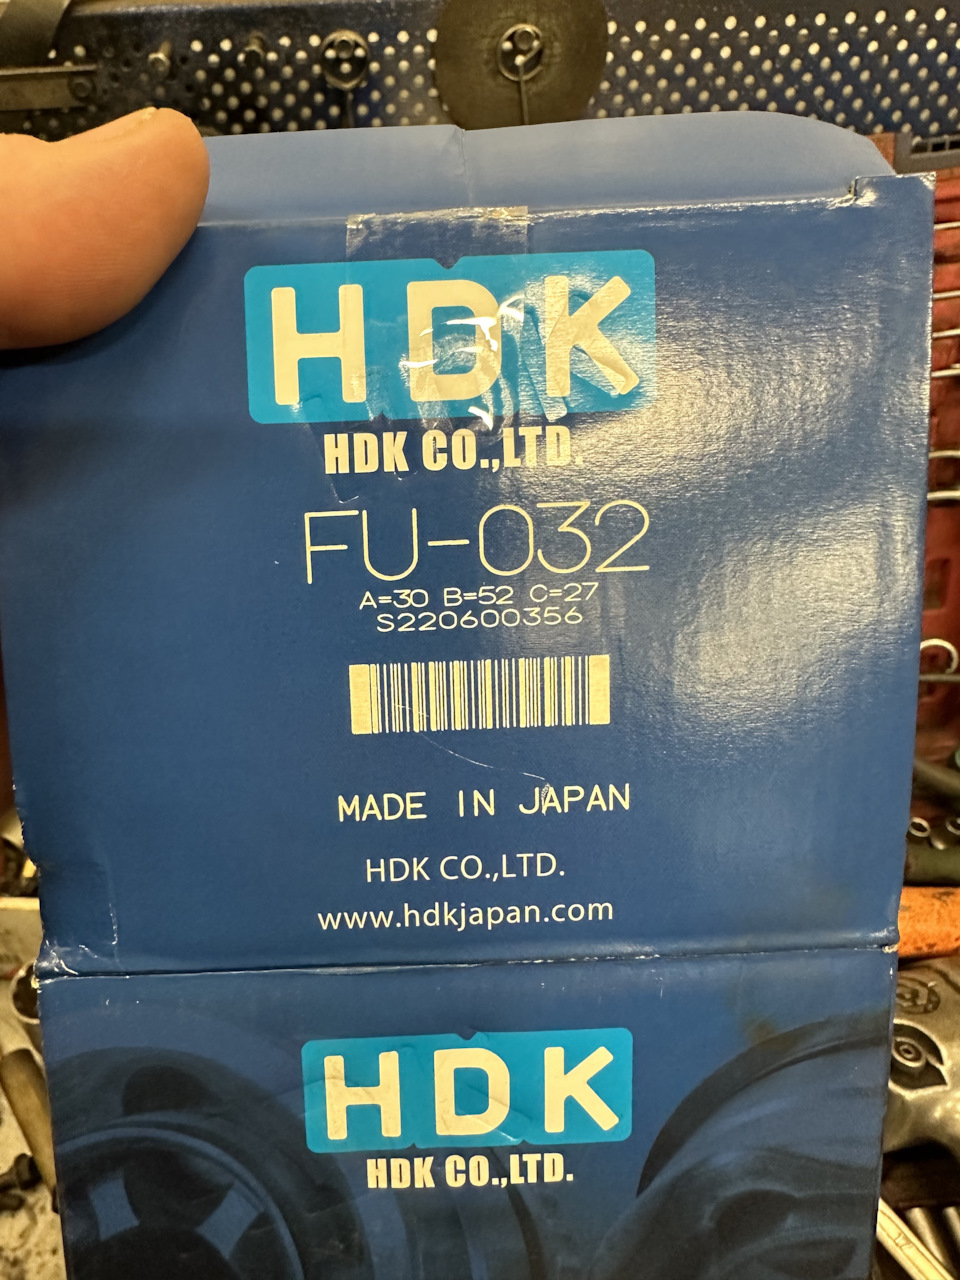 HDK
HDK CO.,LTD.
FU-032
A=30 B=52 C=27
S220600356
MADE IN JAPAN
HDK CO.,LTD.
www.hdkjapan.com
HDK
HDK CO.,LTD.